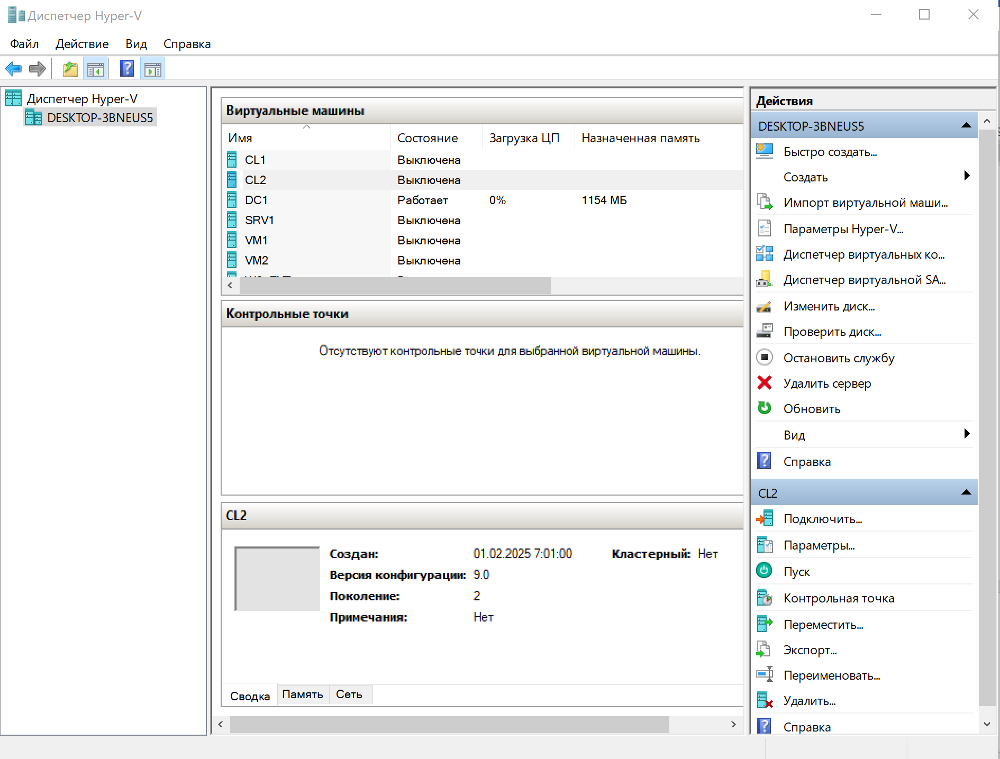 Диспетчер Hyper-V
Файл Действие Вид Справка
Диспетчер Hyper-V
DESKTOP-3BNEUS5
Виртуальные машины
Имя Состояние Загрузка ЦП Назначенная память
CL1 Выключена
CL2 Выключена
DC1 Работает 0% 1154 МБ
SRV1 Выключена
VM1 Выключена
VM2 Выключена
Контрольные точки
Отсутствуют контрольные точки для выбранной виртуальной машины.
CL2
Создан: 01.02.2025 7:01:00 Кластерный: Нет
Версия конфигурации: 9.0
Поколение: 2
Примечания: Нет
Сводка Память Сеть
Действия
DESKTOP-3BNEUS5
Быстро создать...
Создать
Импорт виртуальной маши...
Параметры Hyper-V...
Диспетчер виртуальных ко...
Диспетчер виртуальной SA...
Изменить диск...
Проверить диск...
Остановить службу
Удалить сервер
Обновить
Вид
Справка
CL2
Подключить...
Параметры...
Пуск
Контрольная точка
Переместить...
Экспорт...
Переименовать...
Удалить...
Справка